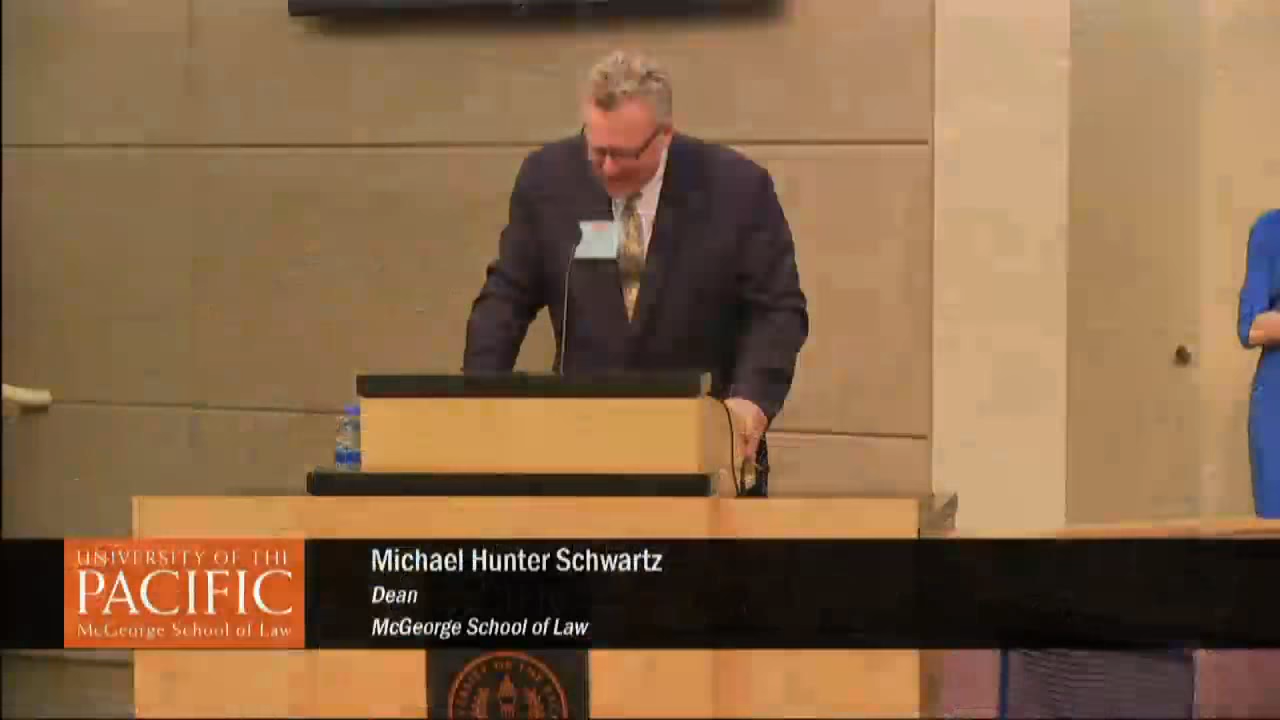 UNIVERSITY OF THE
PACIFIC
McGeorge School of Law
Michael Hunter Schwartz
Dean
McGeorge School of Law